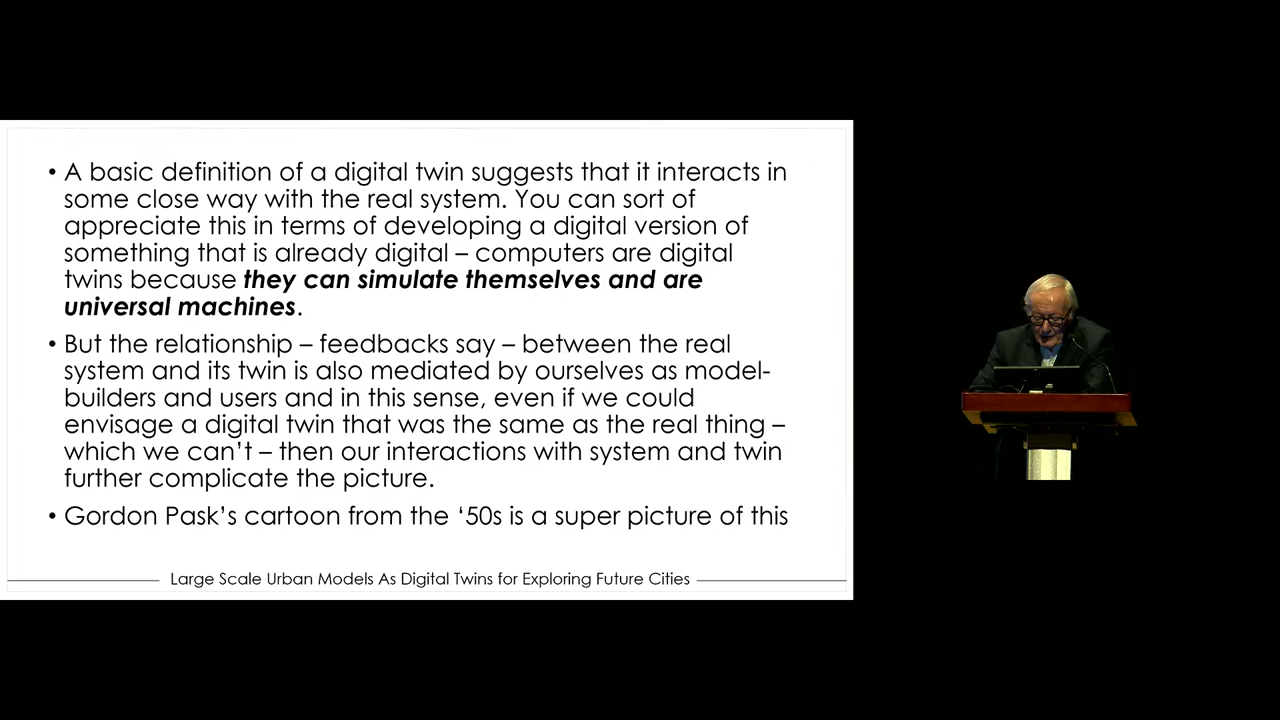 • A basic definition of a digital twin suggests that it interacts in
some close way with the real system. You can sort of
appreciate this in terms of developing a digital version of
something that is already digital – computers are digital
twins because they can simulate themselves and are
universal machines.
• But the relationship – feedbacks say – between the real
system and its twin is also mediated by ourselves as model-
builders and users and in this sense, even if we could
envisage a digital twin that was the same as the real thing –
which we can’t – then our interactions with system and twin
further complicate the picture.
• Gordon Pask’s cartoon from the ‘50s is a super picture of this
Large Scale Urban Models As Digital Twins for Exploring Future Cities